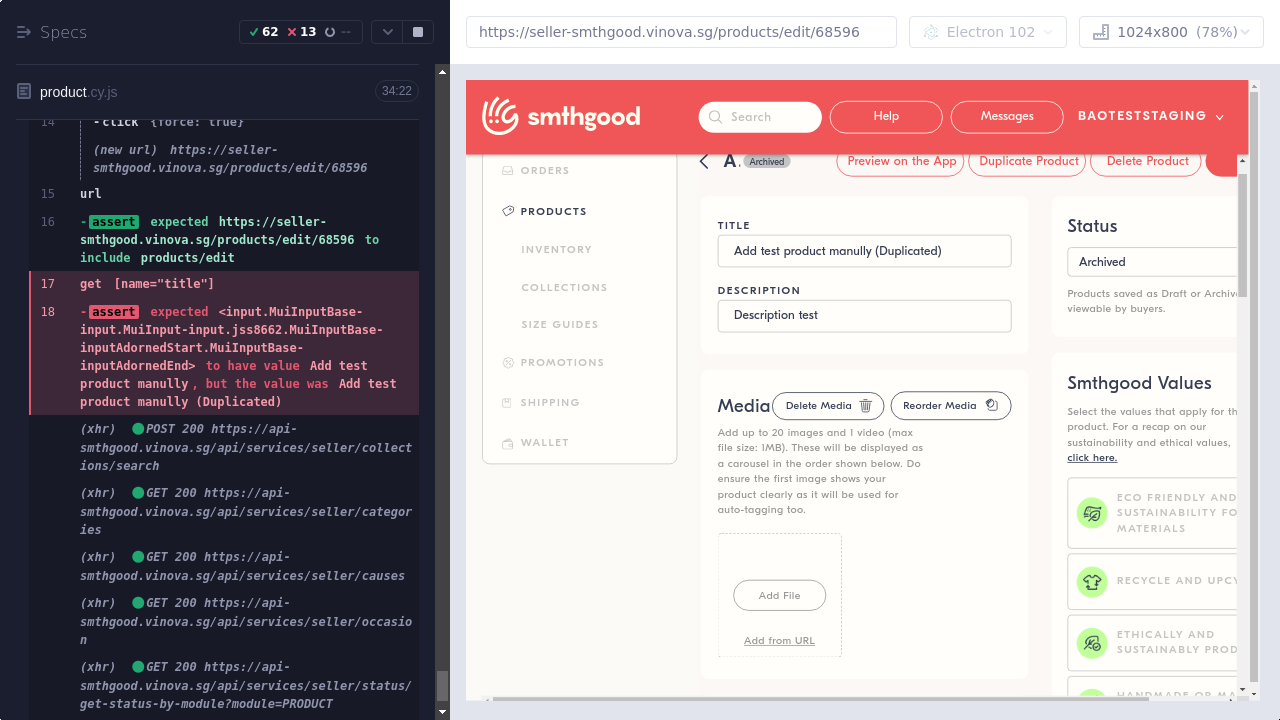 Specs
62
13
--
product.cy.js
34:22
14
-click {force: true}
(new url) https://seller-
smthgood.vinova.sg/products/edit/68596
15
url
16
-assert expected https://seller-
smthgood.vinova.sg/products/edit/68596 to
include products/edit
17
get [name="title"]
18
-assert expected <input.MuiInputBase-
input.MuiInput-input.jss8662.MuiInputBase-
inputAdornedStart.MuiInputBase-
inputAdornedEnd> to have value Add test
product manully, but the value was Add test
product manully (Duplicated)
(xhr) POST 200 https://api-
smthgood.vinova.sg/api/services/seller/collect
ions/search
(xhr) GET 200 https://api-
smthgood.vinova.sg/api/services/seller/categor
ies
(xhr) GET 200 https://api-
smthgood.vinova.sg/api/services/seller/causes
(xhr) GET 200 https://api-
smthgood.vinova.sg/api/services/seller/occasio
n
(xhr) GET 200 https://api-
smthgood.vinova.sg/api/services/seller/status/
get-status-by-module?module=PRODUCT
https://seller-smthgood.vinova.sg/products/edit/68596
Electron 102
1024x800 (78%)
smthgood
Search
Help
Messages
BAOTESTSTAGING
ORDERS
PRODUCTS
INVENTORY
COLLECTIONS
SIZE GUIDES
PROMOTIONS
SHIPPING
WALLET
A.
Archived
Preview on the App
Duplicate Product
Delete Product
TITLE
Add test product manully (Duplicated)
DESCRIPTION
Description test
Media
Delete Media
Reorder Media
Add up to 20 images and 1 video (max
file size: 1MB). These will be displayed as
a carousel in the order shown below. Do
ensure the first image shows your
product clearly as it will be used for
auto-tagging too.
Add File
Add from URL
Status
Archived
Products saved as Draft or Archive
viewable by buyers.
Smthgood Values
Select the values that apply for th
product. For a recap on our
sustainability and ethical values,
click here.
ECO FRIENDLY AND
SUSTAINABILITY FO
MATERIALS
RECYCLE AND UPCY
ETHICALLY AND
SUSTAINABLY PROD
HANDMADE OR MA